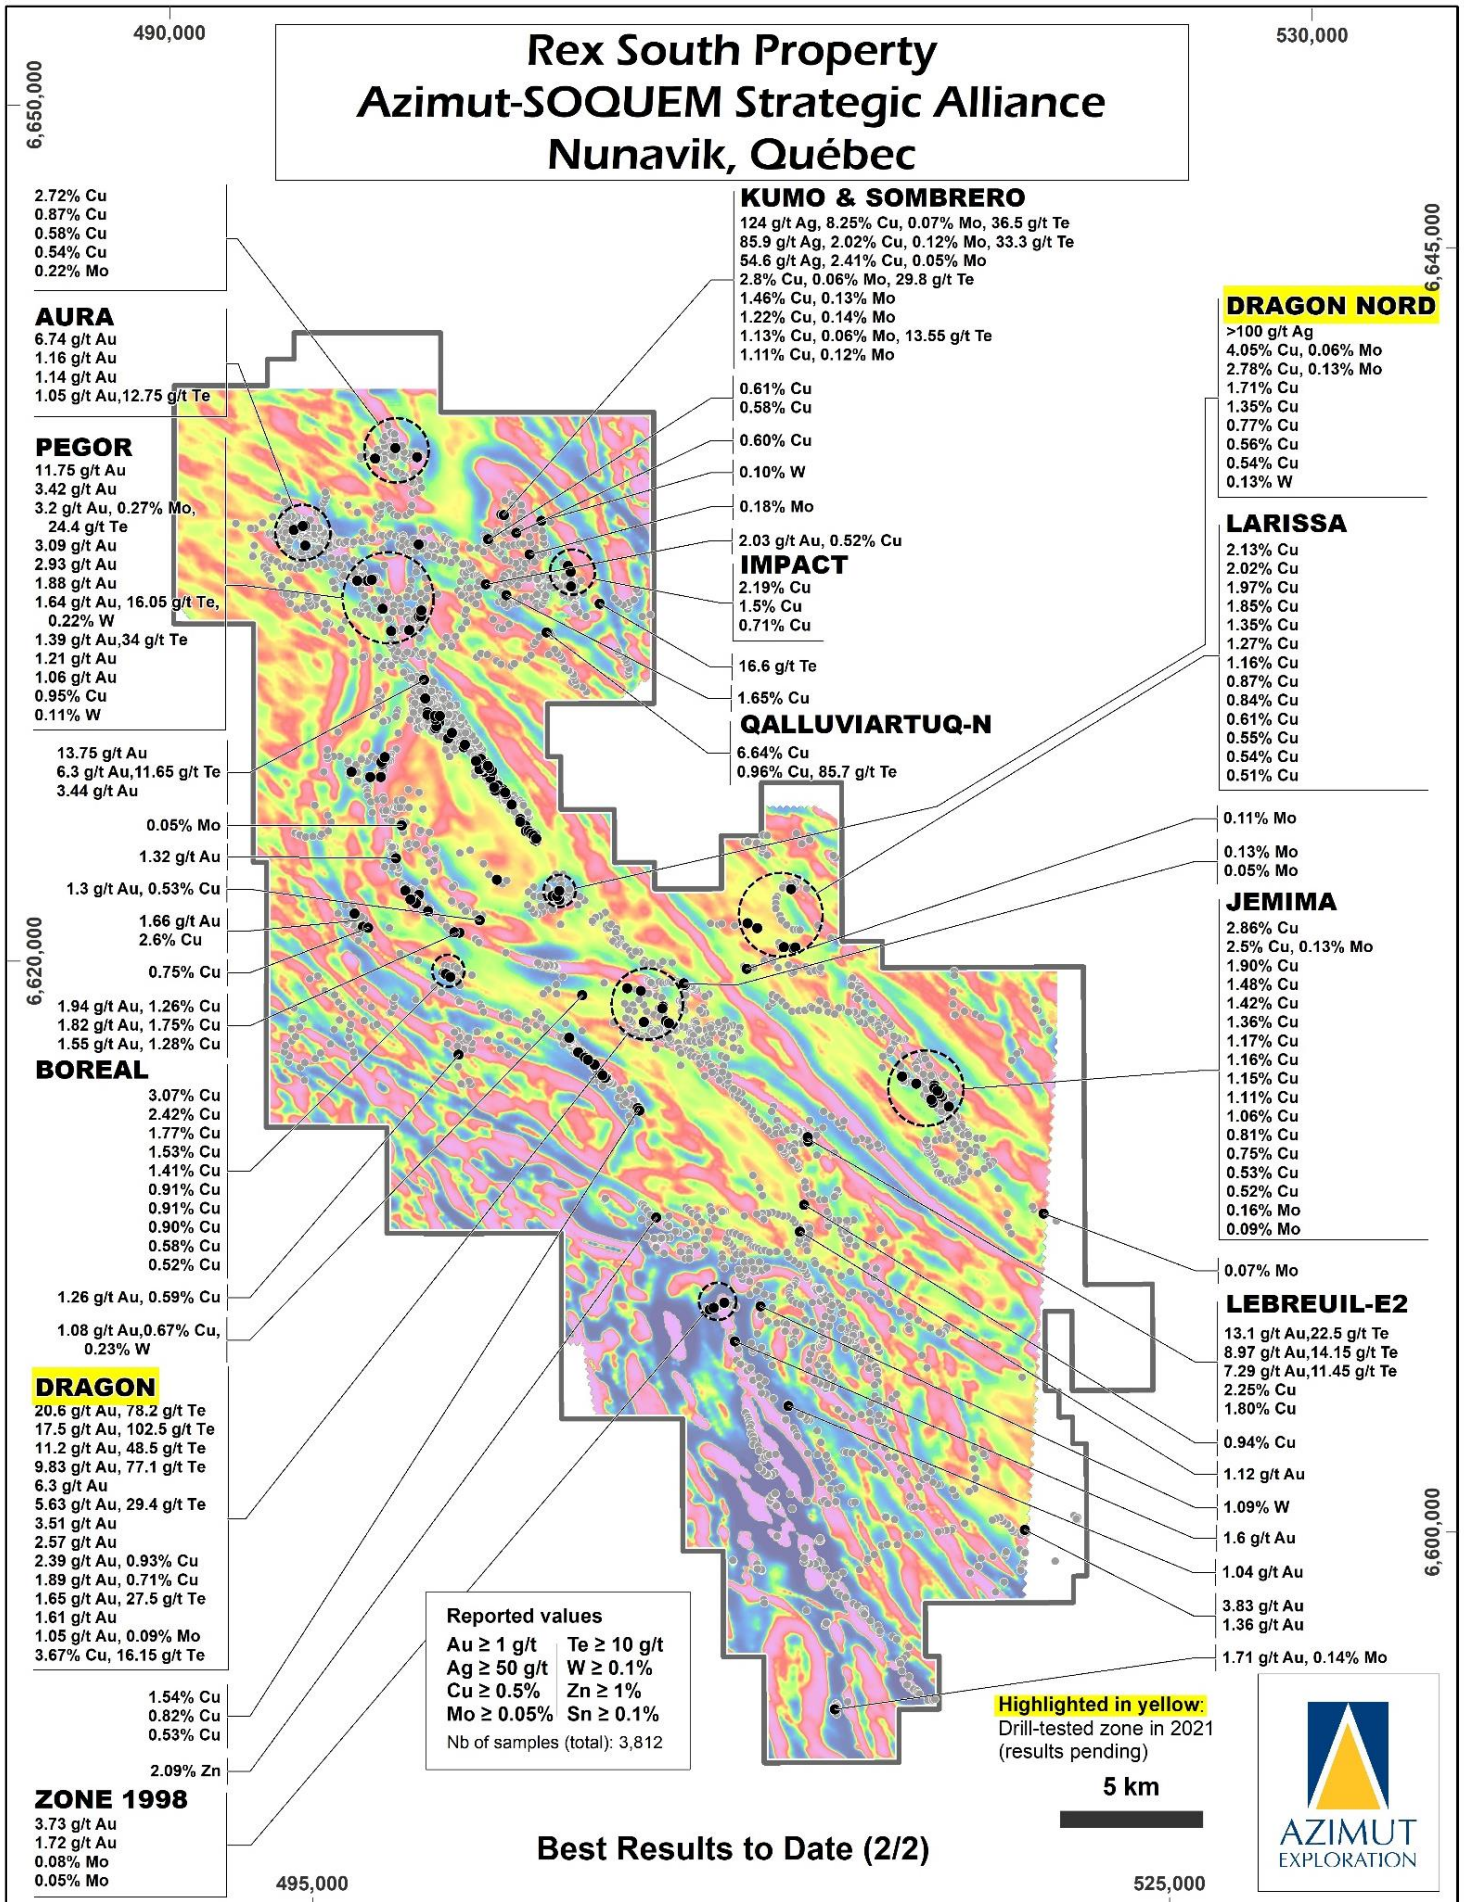 490,000
530,000
6,650,000
6,645,000
6,620,000
6,600,000
Rex South Property
Azimut-SOQUEM Strategic Alliance
Nunavik, Québec
2.72% Cu
0.87% Cu
0.58% Cu
0.54% Cu
0.22% Mo
AURA
6.74 g/t Au
1.16 g/t Au
1.14 g/t Au
1.05 g/t Au,12.75 g/t Te
PEGOR
11.75 g/t Au
3.42 g/t Au
3.2 g/t Au, 0.27% Mo,
24.4 g/t Te
3.09 g/t Au
2.93 g/t Au
1.88 g/t Au
1.64 g/t Au, 16.05 g/t Te,
0.22% W
1.39 g/t Au,34 g/t Te
1.21 g/t Au
1.06 g/t Au
0.95% Cu
0.11% W
13.75 g/t Au
6.3 g/t Au,11.65 g/t Te
3.44 g/t Au
0.05% Mo
1.32 g/t Au
1.3 g/t Au, 0.53% Cu
1.66 g/t Au
2.6% Cu
0.75% Cu
1.94 g/t Au, 1.26% Cu
1.82 g/t Au, 1.75% Cu
1.55 g/t Au, 1.28% Cu
BOREAL
3.07% Cu
2.42% Cu
1.77% Cu
1.53% Cu
1.41% Cu
0.91% Cu
0.91% Cu
0.90% Cu
0.58% Cu
0.52% Cu
1.26 g/t Au, 0.59% Cu
1.08 g/t Au,0.67% Cu,
0.23% W
DRAGON
20.6 g/t Au, 78.2 g/t Te
17.5 g/t Au, 102.5 g/t Te
11.2 g/t Au, 48.5 g/t Te
9.83 g/t Au, 77.1 g/t Te
6.3 g/t Au
5.63 g/t Au, 29.4 g/t Te
3.51 g/t Au
2.57 g/t Au
2.39 g/t Au, 0.93% Cu
1.89 g/t Au, 0.71% Cu
1.65 g/t Au, 27.5 g/t Te
1.61 g/t Au
1.05 g/t Au, 0.09% Mo
3.67% Cu, 16.15 g/t Te
1.54% Cu
0.82% Cu
0.53% Cu
2.09% Zn
ZONE 1998
3.73 g/t Au
1.72 g/t Au
0.08% Mo
0.05% Mo
KUMO & SOMBRERO
124 g/t Ag, 8.25% Cu, 0.07% Mo, 36.5 g/t Te
85.9 g/t Ag, 2.02% Cu, 0.12% Mo, 33.3 g/t Te
54.6 g/t Ag, 2.41% Cu, 0.05% Mo
2.8% Cu, 0.06% Mo, 29.8 g/t Te
1.46% Cu, 0.13% Mo
1.22% Cu, 0.14% Mo
1.13% Cu, 0.06% Mo, 13.55 g/t Te
1.11% Cu, 0.12% Mo
0.61% Cu
0.58% Cu
0.60% Cu
0.10% W
0.18% Mo
2.03 g/t Au, 0.52% Cu
IMPACT
2.19% Cu
1.5% Cu
0.71% Cu
16.6 g/t Te
1.65% Cu
QALLUVIARTUQ-N
6.64% Cu
0.96% Cu, 85.7 g/t Te
DRAGON NORD
>100 g/t Ag
4.05% Cu, 0.06% Mo
2.78% Cu, 0.13% Mo
1.71% Cu
1.35% Cu
0.77% Cu
0.56% Cu
0.54% Cu
0.13% W
LARISSA
2.13% Cu
2.02% Cu
1.97% Cu
1.85% Cu
1.35% Cu
1.27% Cu
1.16% Cu
0.87% Cu
0.84% Cu
0.61% Cu
0.55% Cu
0.54% Cu
0.51% Cu
0.11% Mo
0.13% Mo
0.05% Mo
JEMIMA
2.86% Cu
2.5% Cu, 0.13% Mo
1.90% Cu
1.48% Cu
1.42% Cu
1.36% Cu
1.17% Cu
1.16% Cu
1.15% Cu
1.11% Cu
1.06% Cu
0.81% Cu
0.75% Cu
0.53% Cu
0.52% Cu
0.16% Mo
0.09% Mo
0.07% Mo
LEBREUIL-E2
13.1 g/t Au,22.5 g/t Te
8.97 g/t Au,14.15 g/t Te
7.29 g/t Au,11.45 g/t Te
2.25% Cu
1.80% Cu
0.94% Cu
1.12 g/t Au
1.09% W
1.6 g/t Au
1.04 g/t Au
3.83 g/t Au
1.36 g/t Au
1.71 g/t Au, 0.14% Mo
Reported values
Au ≥ 1 g/t Te ≥ 10 g/t
Ag ≥ 50 g/t W ≥ 0.1%
Cu ≥ 0.5% Zn ≥ 1%
Mo ≥ 0.05% Sn ≥ 0.1%
Nb of samples (total): 3,812
Highlighted in yellow:
Drill-tested zone in 2021
(results pending)
5 km
Best Results to Date (2/2)
AZIMUT
EXPLORATION
495,000
525,000